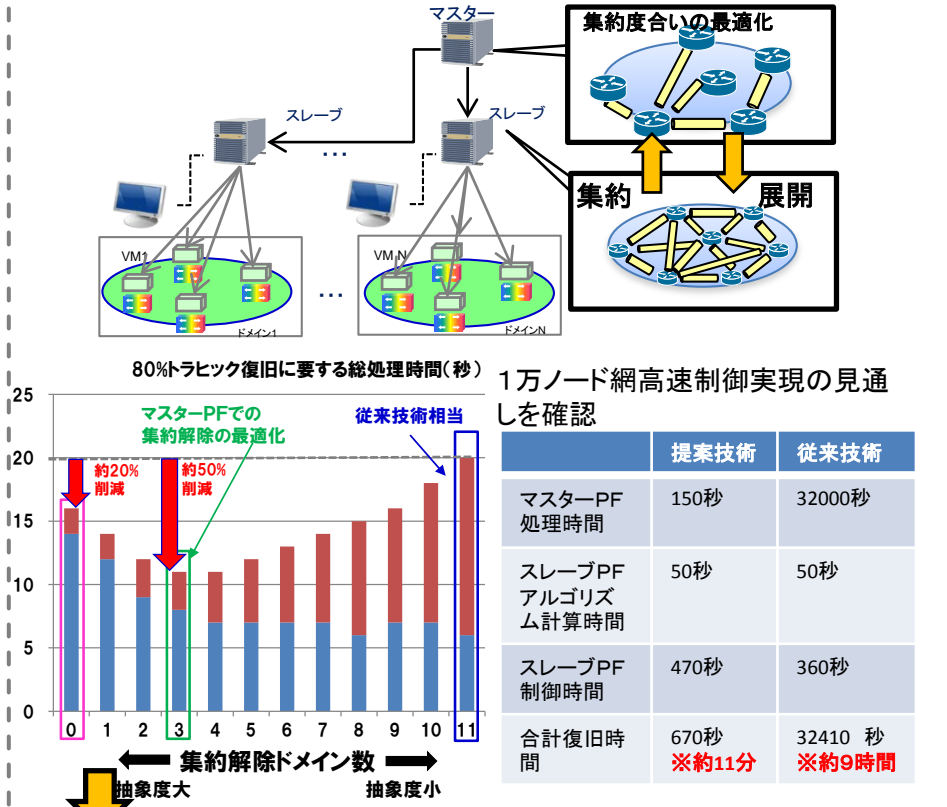 マスター
集約度合いの最適化
スレーブ
スレーブ
...
集約
展開
VM1
VM N
...
ドメイン1
ドメインN
80%トラヒック復旧に要する総処理時間(秒)
25
20
15
10
5
0
マスターPFでの
集約解除の最適化
従来技術相当
約20%
削減
約50%
削減
0 1 2 3 4 5 6 7 8 9 10 11
集約解除ドメイン数
抽象度大
抽象度小
1万ノード網高速制御実現の見通
しを確認
提案技術 従来技術
マスターPF 150秒 32000秒
処理時間
スレーブPF 50秒 50秒
アルゴリズ
ム計算時間
スレーブPF 470秒 360秒
制御時間
合計復旧時 670秒 32410 秒
間 ※約11分 ※約9時間